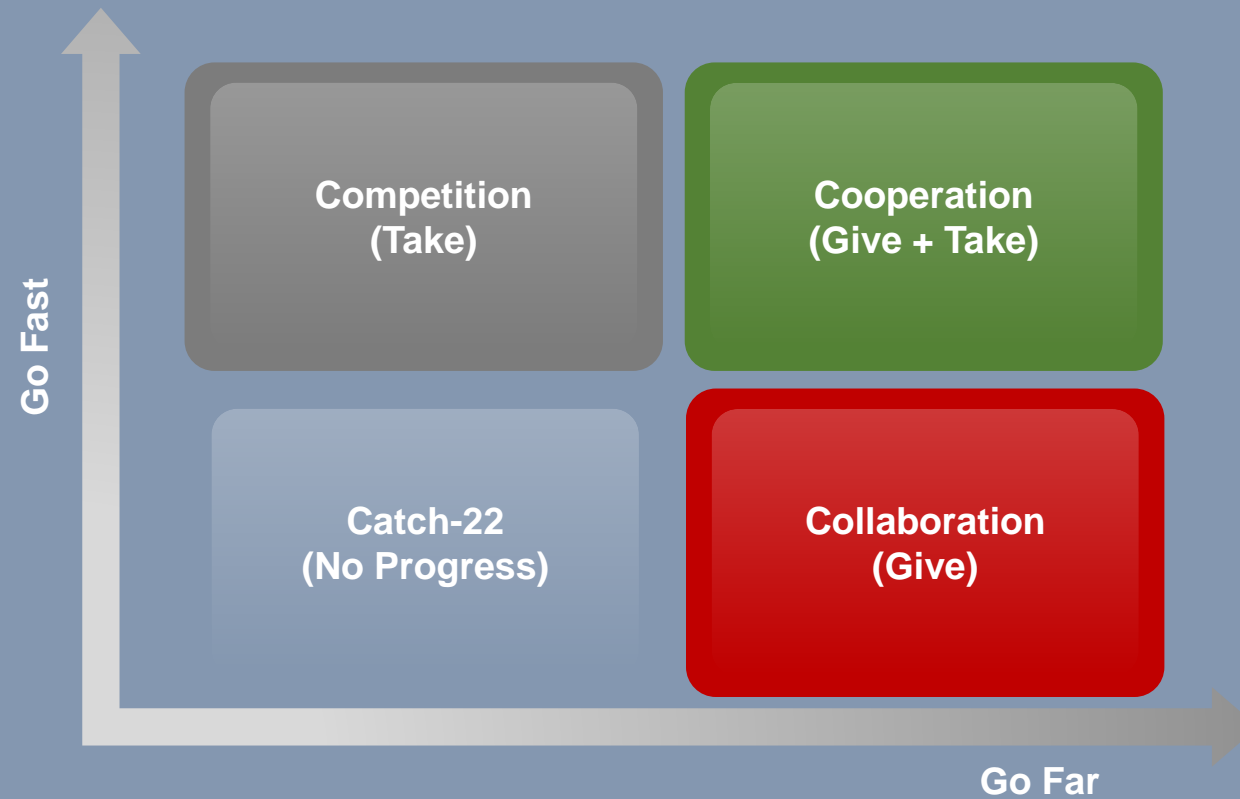 Go Fast
Competition
(Take)
Cooperation
(Give + Take)
Catch-22
(No Progress)
Collaboration
(Give)
Go Far